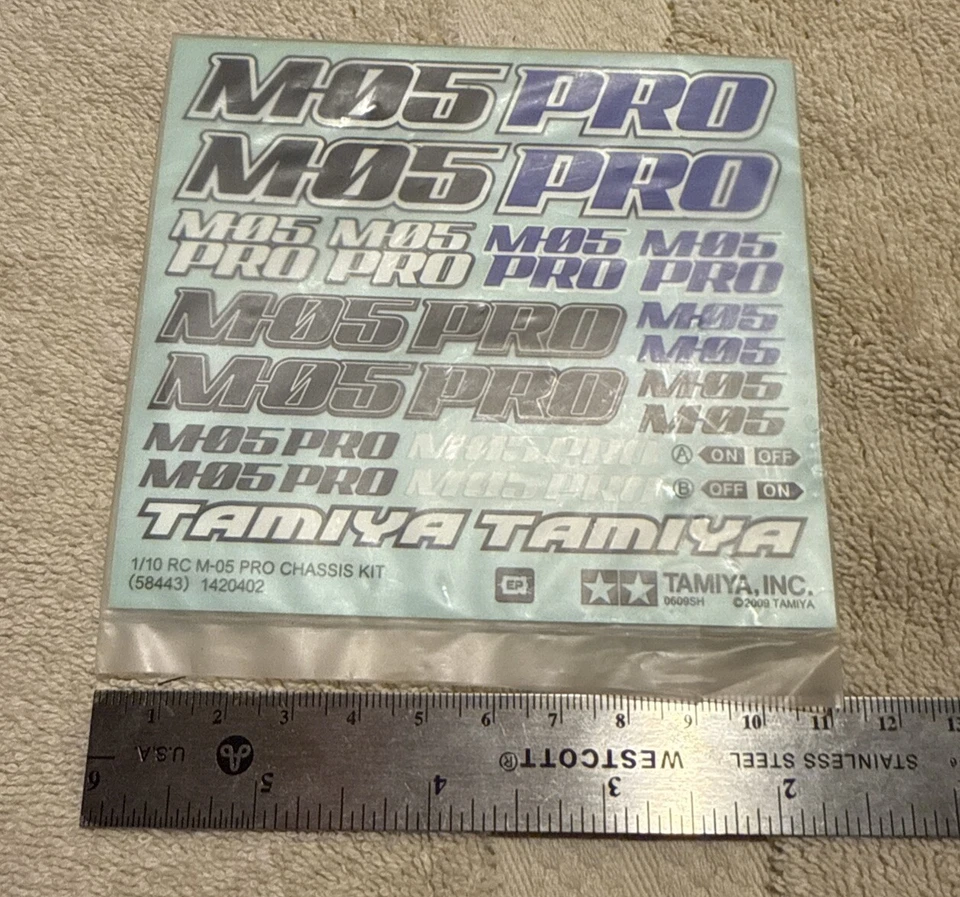 M-05 PRO
M-05 PRO
M-05 M-05 M-05 M-05
PRO PRO PRO PRO
M-05 PRO M-05
M-05
M-05 PRO M-05
M-05
M-05 PRO M-05 PRO A ON OFF
M-05 PRO M-05 PRO B OFF ON
TAMIYA TAMIYA
1/10 RC M-05 PRO CHASSIS KIT
(58443) 1420402
EP
TAMIYA, INC.
0609SH ©2009 TAMIYA
1 2 3 4 5 6 7 8 9 10 11 12 13
U.S.A. WESTCOTT® STAINLESS STEEL
6 5 4 3 2